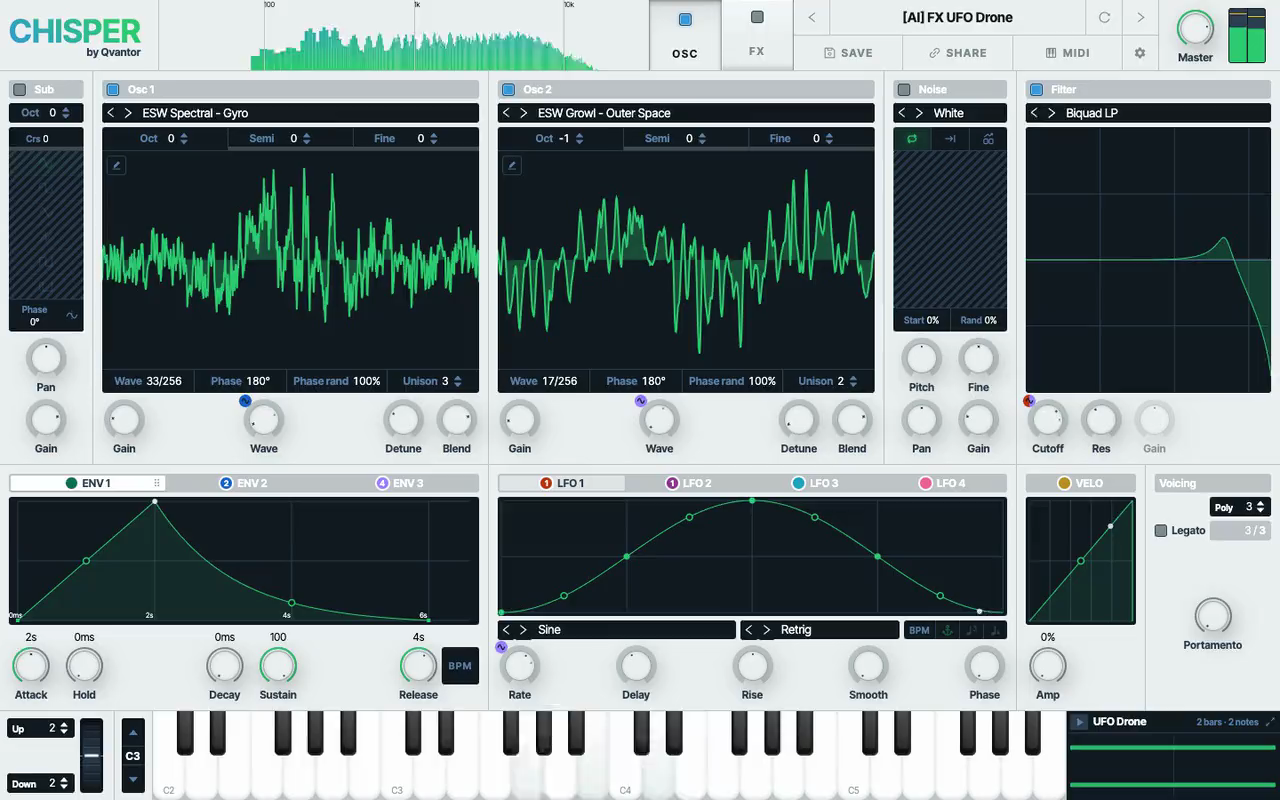 CHISPER
by Qvantor
100
1k
10k
OSC
FX
[AI] FX UFO Drone
SAVE
SHARE
MIDI
Master
Sub
Osc 1
Osc 2
Noise
Filter
Oct 0
ESW Spectral - Gyro
ESW Growl - Outer Space
White
Biquad LP
Crs 0
Oct 0
Semi 0
Fine 0
Oct -1
Semi 0
Fine 0
Phase
0°
Start 0%
Rand 0%
Wave 33/256
Phase 180°
Phase rand 100%
Unison 3
Wave 17/256
Phase 180°
Phase rand 100%
Unison 2
Pan
Pitch
Fine
Gain
Gain
Wave
Detune
Blend
Gain
Wave
Detune
Blend
Pan
Gain
Cutoff
Res
Gain
ENV 1
2 ENV 2
4 ENV 3
1 LFO 1
1 LFO 2
LFO 3
LFO 4
VELO
Voicing
Poly 3
Legato 3 / 3
0ms
2s
4s
6s
Sine
Retrig
BPM
2s
0ms
0ms
100
4s
0%
BPM
Attack
Hold
Decay
Sustain
Release
Rate
Delay
Rise
Smooth
Phase
Amp
Portamento
Up 2
Down 2
C3
C2
C3
C4
C5
UFO Drone
2 bars · 2 notes